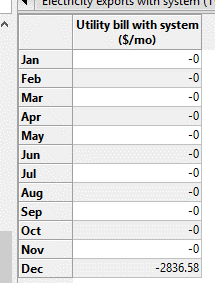 Electricity exports with system (
Utility bill with system
($/mo)
Jan -0
Feb -0
Mar -0
Apr -0
May -0
Jun -0
Jul -0
Aug -0
Sep -0
Oct -0
Nov -0
Dec -2836.58